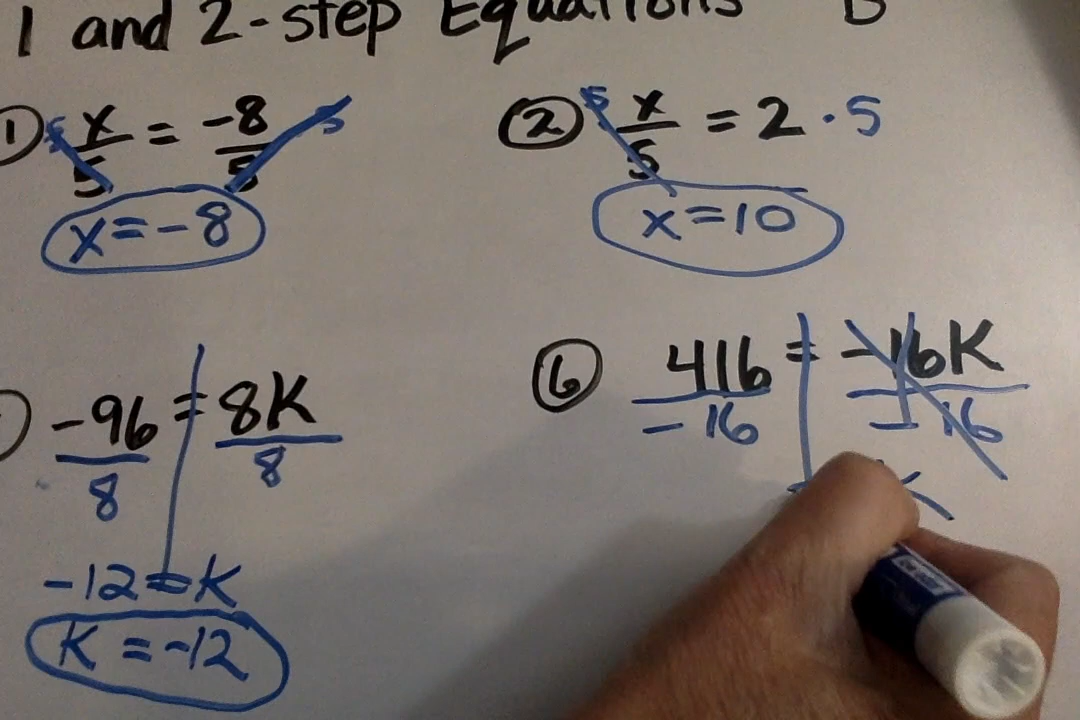 1 and 2-step Equations B
1) 5 x/5 = -8/5 5
x = -8
2 5 x/5 = 2 · 5
x = 10
-96 = 8K
8 8
-12 = K
K = -12
6 416 = -16K
-16 -16